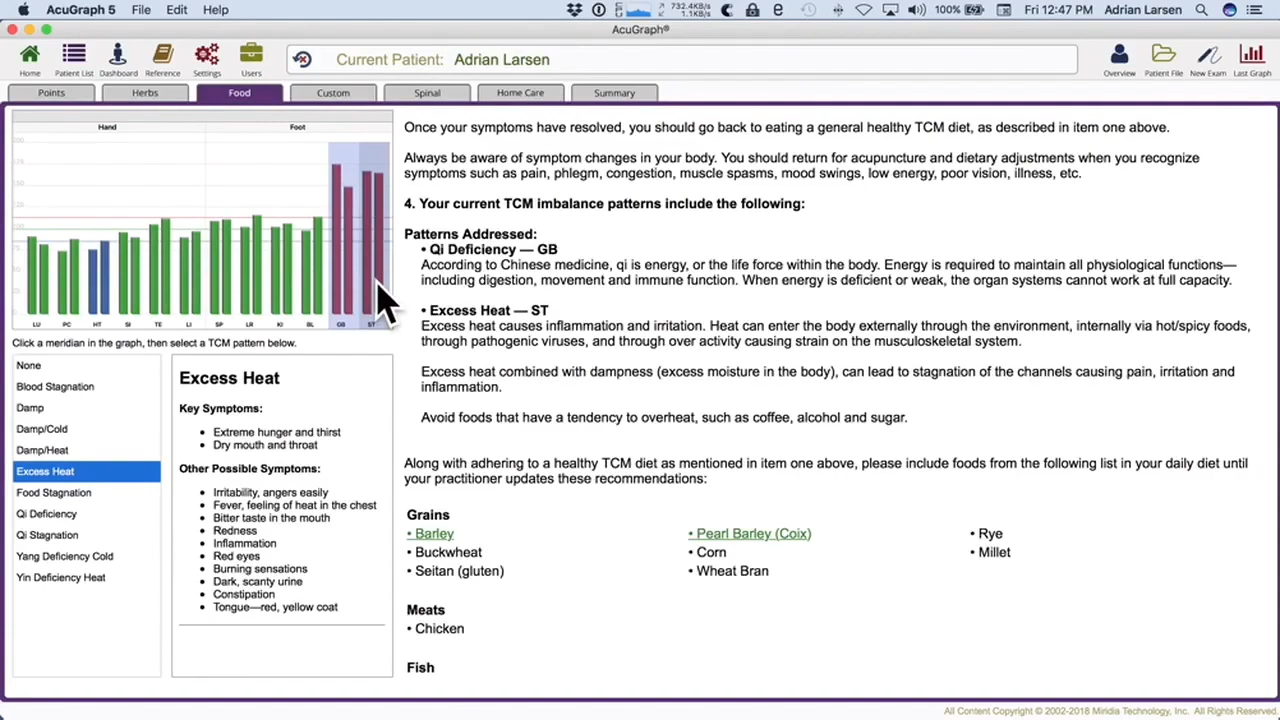 AcuGraph 5 File Edit Help 732.4KB/s 1.1KB/s 100% Fri 12:47 PM Adrian Larsen
AcuGraph®
Home Patient List Dashboard Reference Settings Users Current Patient: Adrian Larsen Overview Patient File New Exam Last Graph
Points Herbs Food Custom Spinal Home Care Summary
Hand Foot
LU PC HT SI TE LI SP LR KI BL GB ST
Click a meridian in the graph, then select a TCM pattern below.
None
Blood Stagnation
Damp
Damp/Cold
Damp/Heat
Excess Heat
Food Stagnation
Qi Deficiency
Qi Stagnation
Yang Deficiency Cold
Yin Deficiency Heat
Excess Heat
Key Symptoms:
• Extreme hunger and thirst
• Dry mouth and throat
Other Possible Symptoms:
• Irritability, angers easily
• Fever, feeling of heat in the chest
• Bitter taste in the mouth
• Redness
• Inflammation
• Red eyes
• Burning sensations
• Dark, scanty urine
• Constipation
• Tongue—red, yellow coat
Once your symptoms have resolved, you should go back to eating a general healthy TCM diet, as described in item one above.
Always be aware of symptom changes in your body. You should return for acupuncture and dietary adjustments when you recognize
symptoms such as pain, phlegm, congestion, muscle spasms, mood swings, low energy, poor vision, illness, etc.
4. Your current TCM imbalance patterns include the following:
Patterns Addressed:
• Qi Deficiency — GB
According to Chinese medicine, qi is energy, or the life force within the body. Energy is required to maintain all physiological functions—
including digestion, movement and immune function. When energy is deficient or weak, the organ systems cannot work at full capacity.
• Excess Heat — ST
Excess heat causes inflammation and irritation. Heat can enter the body externally through the environment, internally via hot/spicy foods,
through pathogenic viruses, and through over activity causing strain on the musculoskeletal system.
Excess heat combined with dampness (excess moisture in the body), can lead to stagnation of the channels causing pain, irritation and
inflammation.
Avoid foods that have a tendency to overheat, such as coffee, alcohol and sugar.
Along with adhering to a healthy TCM diet as mentioned in item one above, please include foods from the following list in your daily diet until
your practitioner updates these recommendations:
Grains
• Barley • Pearl Barley (Coix) • Rye
• Buckwheat • Corn • Millet
• Seitan (gluten) • Wheat Bran
Meats
• Chicken
Fish
All Content Copyright © 2002-2018 Miridia Technology, Inc. All Rights Reserved.